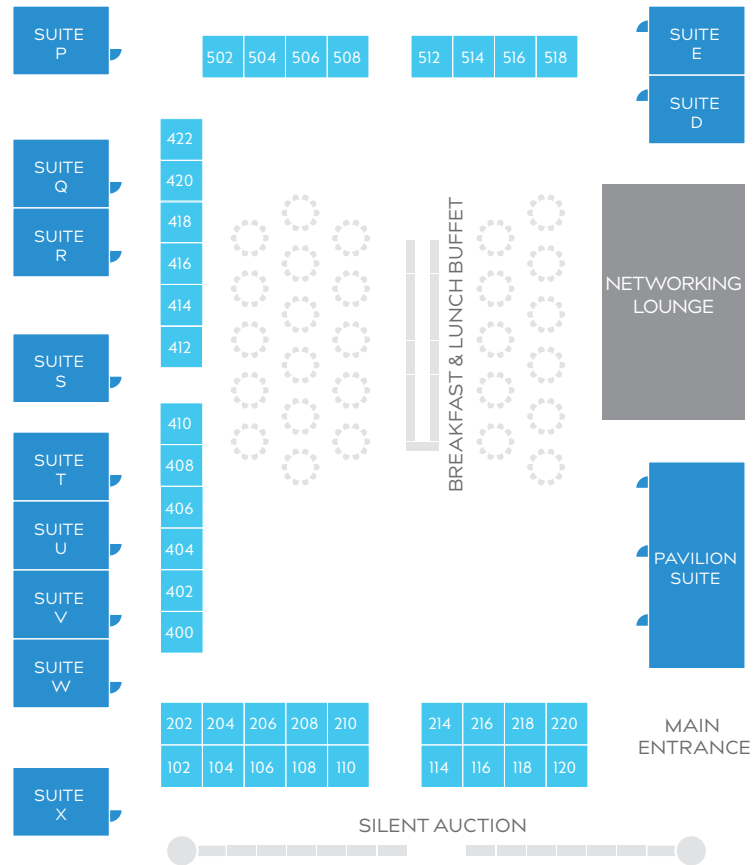 SUITE
P
502 504 506 508
512 514 516 518
SUITE
E
SUITE
D
422
420
418
416
414
412
SUITE
Q
SUITE
R
SUITE
S
BREAKFAST & LUNCH BUFFET
NETWORKING
LOUNGE
410
408
406
404
402
400
SUITE
T
SUITE
U
SUITE
V
SUITE
W
PAVILION
SUITE
202 204 206 208 210
102 104 106 108 110
214 216 218 220
114 116 118 120
MAIN
ENTRANCE
SUITE
X
SILENT AUCTION